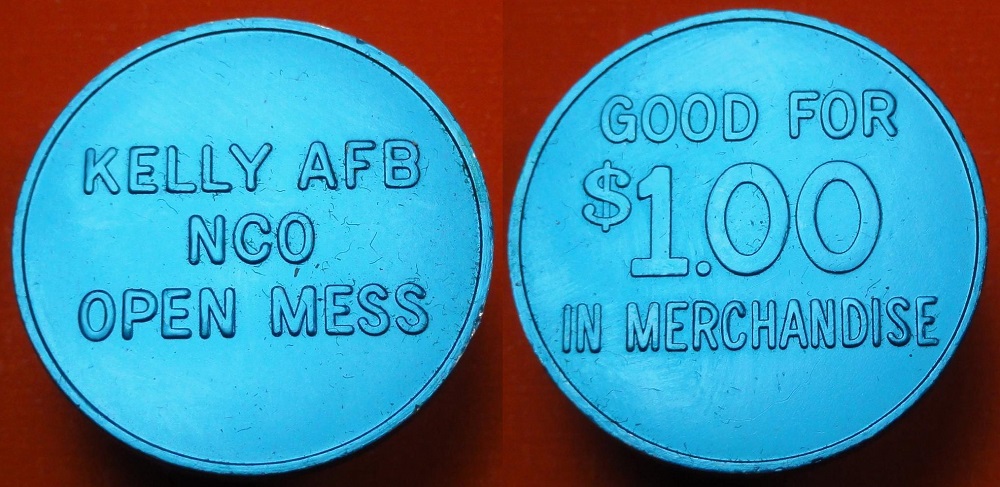 KELLY AFB
NCO
OPEN MESS
GOOD FOR
$1.00
IN MERCHANDISE